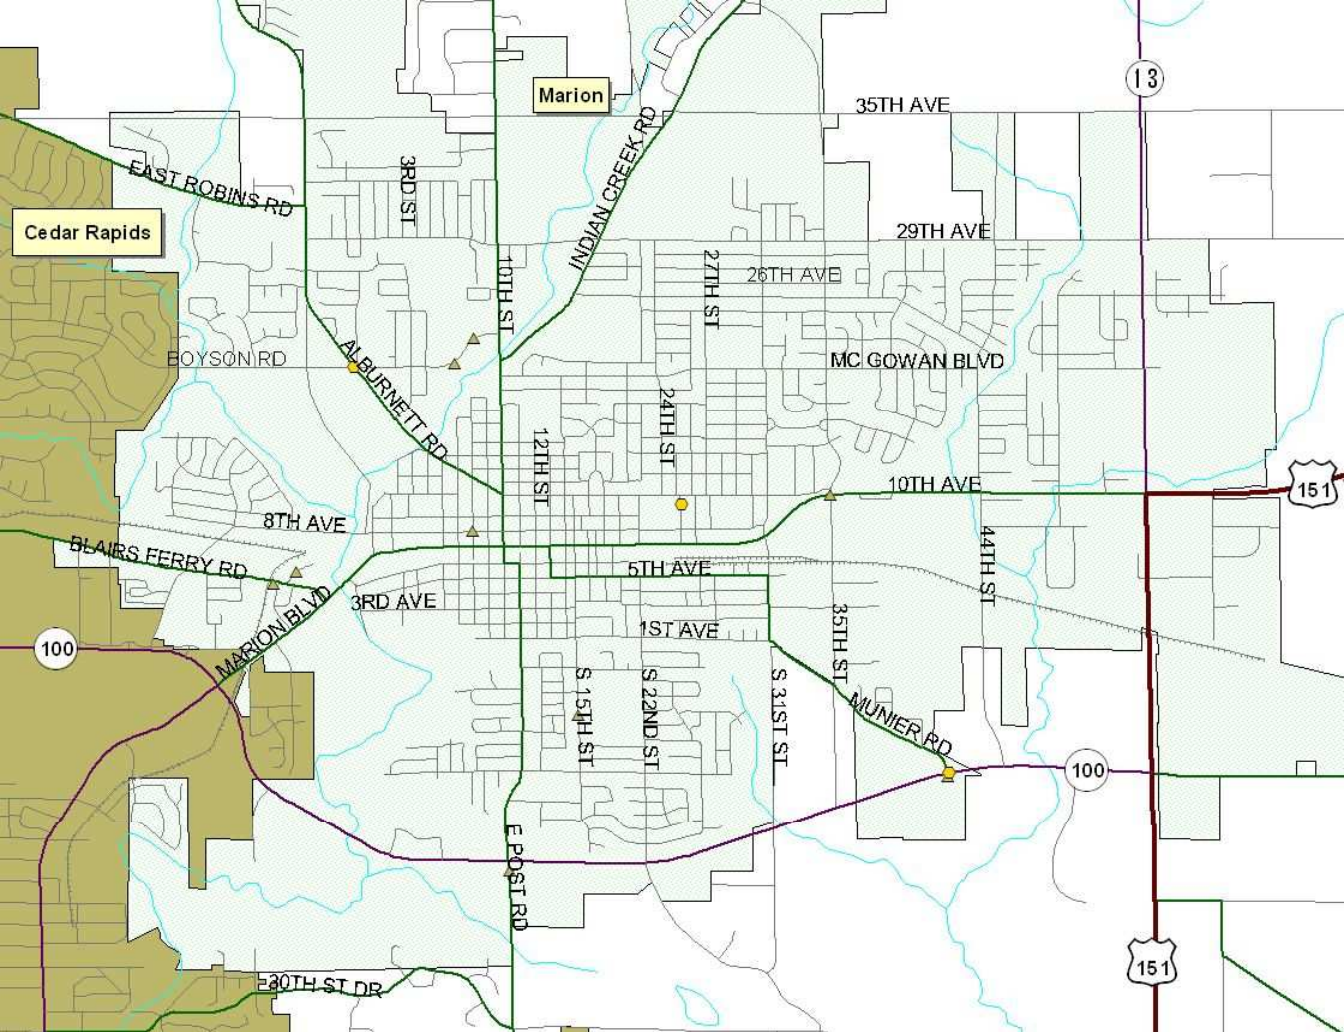 13
Marion
35TH AVE
INDIAN CREEK RD
EAST ROBINS RD
3RD ST
Cedar Rapids
29TH AVE
10TH ST
27TH ST
26TH AVE
BOYSON RD
ALBURNETT RD
MC GOWAN BLVD
24TH ST
12TH ST
10TH AVE
151
8TH AVE
BLAIRS FERRY RD
44TH ST
5TH AVE
MARION BLVD
3RD AVE
35TH ST
1ST AVE
100
S 15TH ST
S 22ND ST
S 31ST ST
MUNIER RD
100
E POST RD
151
30TH ST DR